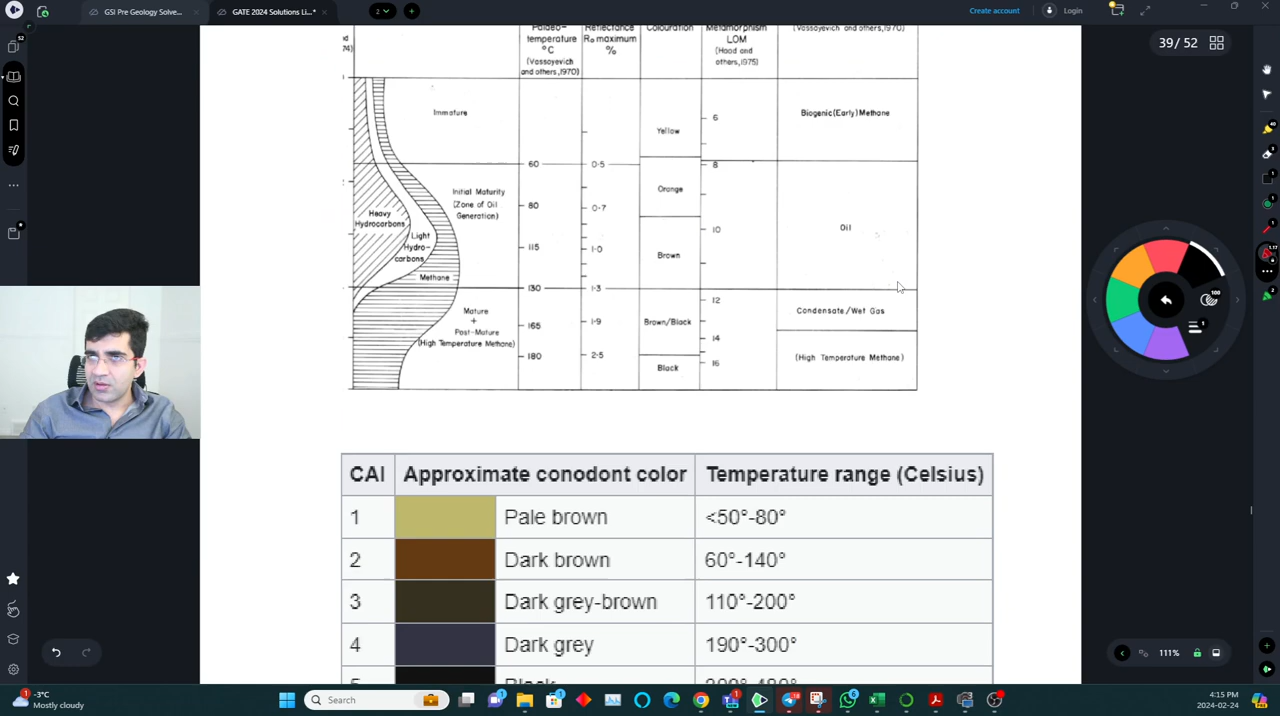 GSI Pre Geology Solve...
GATE 2024 Solutions Li...*
2
Create account
Login
39/52
74)
Palaeo-
temperature
°C
(Vassoyevich
and others, 1970)
Reflectance
Ro maximum
%
Colouration
Metamorphism
LOM
(Hood and
others, 1975)
(Vassoyevich and others, 1970)
Immature
Yellow
6
Biogenic (Early) Methane
60
0·5
8
Initial Maturity
(Zone of Oil
Generation)
Orange
80
0·7
Heavy
Hydrocarbons
Light
Hydro-
carbons
10
Oil
115
1·0
Brown
Methane
130
1·3
12
Mature
+
Post-Mature
(High Temperature Methane)
165
1·9
Brown/Black
Condensate/Wet Gas
14
180
2·5
16
(High Temperature Methane)
Black
CAI Approximate conodont color Temperature range (Celsius)
1 Pale brown <50°-80°
2 Dark brown 60°-140°
3 Dark grey-brown 110°-200°
4 Dark grey 190°-300°
111%
-3°C
Mostly cloudy
Search
4:15 PM
2024-02-24